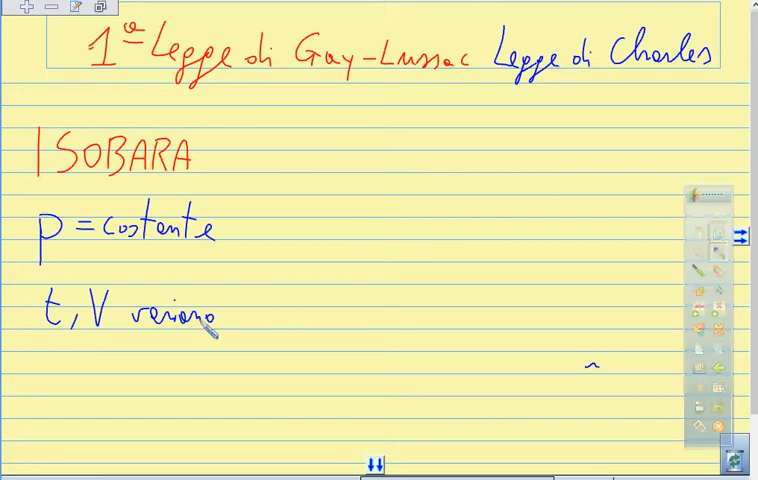 1ª Legge di Gay-Lussac Legge di Charles
ISOBARA
p = costante
t, V variano